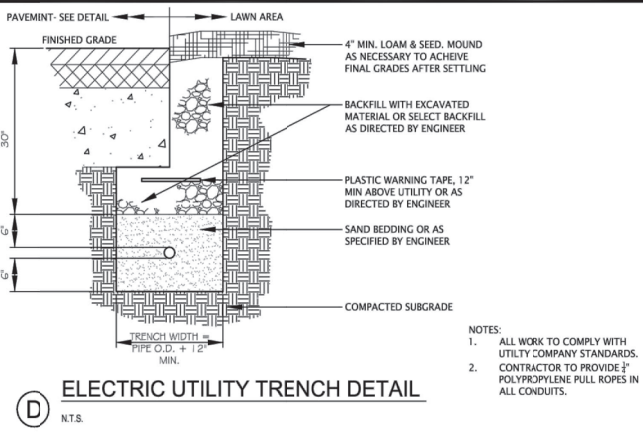 PAVEMINT- SEE DETAIL
LAWN AREA
FINISHED GRADE
4" MIN. LOAM & SEED. MOUND
AS NECESSARY TO ACHEIVE
FINAL GRADES AFTER SETTLING
BACKFILL WITH EXCAVATED
MATERIAL OR SELECT BACKFILL
AS DIRECTED BY ENGINEER
30"
PLASTIC WARNING TAPE, 12"
MIN ABOVE UTILITY OR AS
DIRECTED BY ENGINEER
6"
SAND BEDDING OR AS
SPECIFIED BY ENGINEER
6"
COMPACTED SUBGRADE
TRENCH WIDTH =
PIPE O.D. + 12"
MIN.
NOTES:
1. ALL WORK TO COMPLY WITH
UTILTY COMPANY STANDARDS.
2. CONTRACTOR TO PROVIDE ¼"
POLYPROPYLENE PULL ROPES IN
ALL CONDUITS.
D
ELECTRIC UTILITY TRENCH DETAIL
N.T.S.